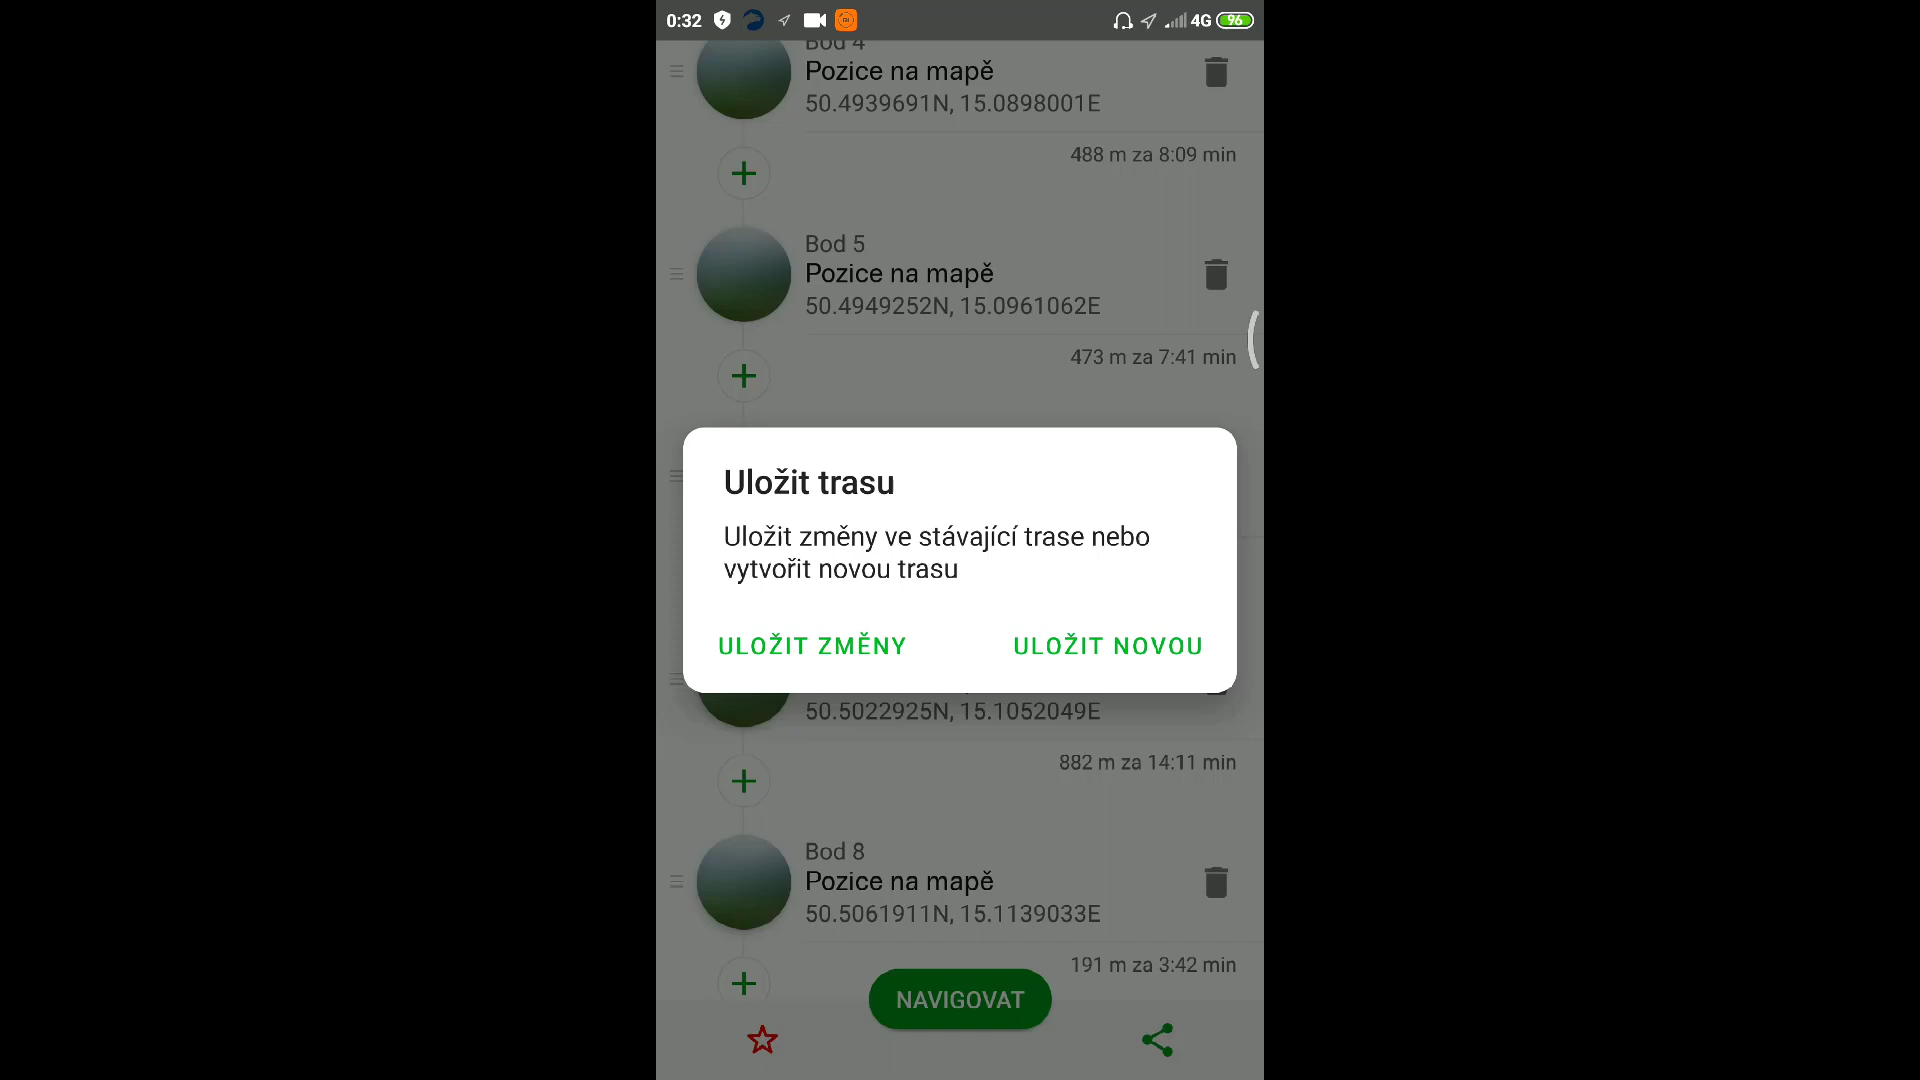 0:32 4G 96
Bod 4
Pozice na mapě
50.4939691N, 15.0898001E
488 m za 8:09 min
Bod 5
Pozice na mapě
50.4949252N, 15.0961062E
473 m za 7:41 min
Uložit trasu
Uložit změny ve stávající trase nebo
vytvořit novou trasu
ULOŽIT ZMĚNY ULOŽIT NOVOU
50.5022925N, 15.1052049E
882 m za 14:11 min
Bod 8
Pozice na mapě
50.5061911N, 15.1139033E
191 m za 3:42 min
NAVIGOVAT